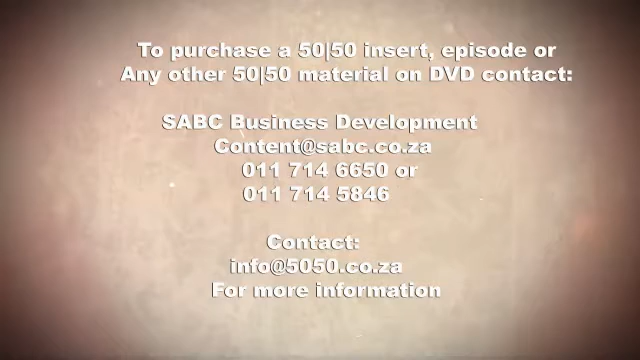 To purchase a 50|50 insert, episode or
Any other 50|50 material on DVD contact:
SABC Business Development
Content@sabc.co.za
011 714 6650 or
011 714 5846
Contact:
info@5050.co.za
For more information